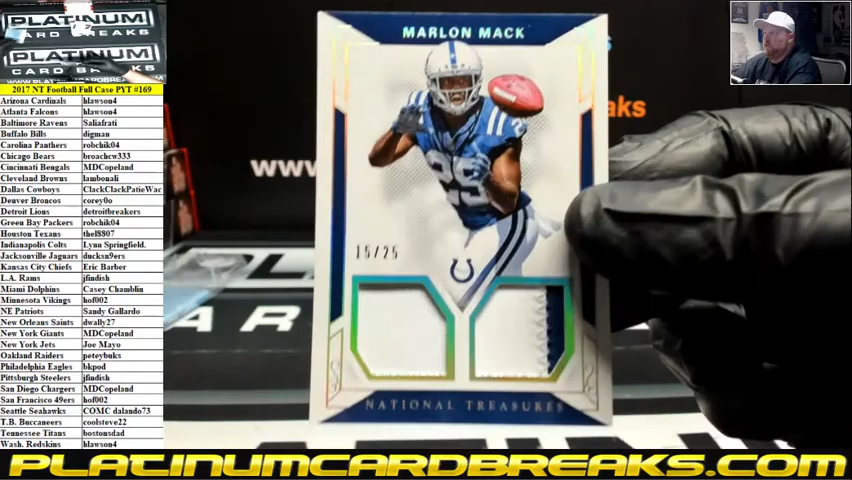 PLATINUM
CARD BREAKS
PLATINUM
CARD BREAKS
2017 NT Football Full Case PYT #169
Arizona Cardinals hlawson4
Atlanta Falcons hlawson4
Baltimore Ravens Saliafrati
Buffalo Bills digman
Carolina Panthers robchik04
Chicago Bears broachcw333
Cincinnati Bengals MDCopeland
Cleveland Browns lambonali
Dallas Cowboys ClackClackPatieWac
Denver Broncos corey0o
Detroit Lions detroitbreakers
Green Bay Packers robchik04
Houston Texans thel8807
Indianapolis Colts Lynn Springfield.
Jacksonville Jaguars ducksn9ers
Kansas City Chiefs Eric Barber
L.A. Rams jfindish
Miami Dolphins Casey Chamblin
Minnesota Vikings hof002
NE Patriots Sandy Gallardo
New Orleans Saints dwally27
New York Giants MDCopeland
New York Jets Joe Mayo
Oakland Raiders peteybuks
Philadelphia Eagles bkpod
Pittsburgh Steelers jfindish
San Diego Chargers MDCopeland
San Francisco 49ers hof002
Seattle Seahawks COMC dalando73
T.B. Buccaneers coolsteve22
Tennessee Titans bostonsdad
Wash. Redskins hlawson4
MARLON MACK
25
15/25
NATIONAL TREASURES
www.
aks
PLATINUMCARDBREAKS.COM